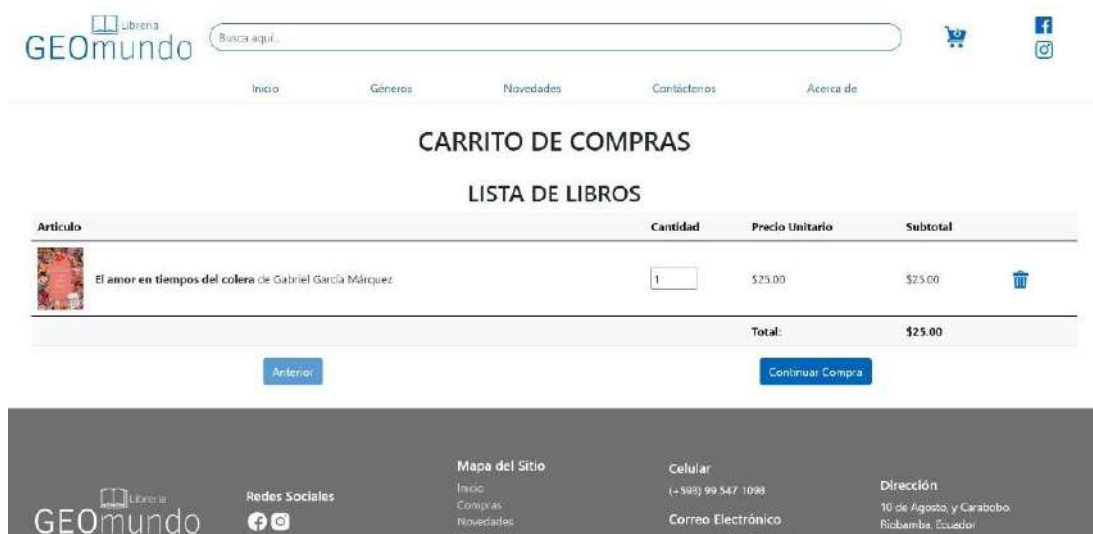 Librería
GEOmundo
Busca aquí..
Inicio Géneros Novedades Contáctenos Acerca de
CARRITO DE COMPRAS
LISTA DE LIBROS
Articulo Cantidad Precio Unitario Subtotal
El amor en tiempos del colera de Gabriel García Márquez 1 $25.00 $25.00
Total: $25.00
Anterior Continuar Compra
Librería
GEOmundo
Redes Sociales
Mapa del Sitio
Inicio
Compras
Novedades
Celular
(+593) 99 547 1098
Correo Electrónico
Dirección
10 de Agosto, y Carabobo.
Riobamba, Ecuador